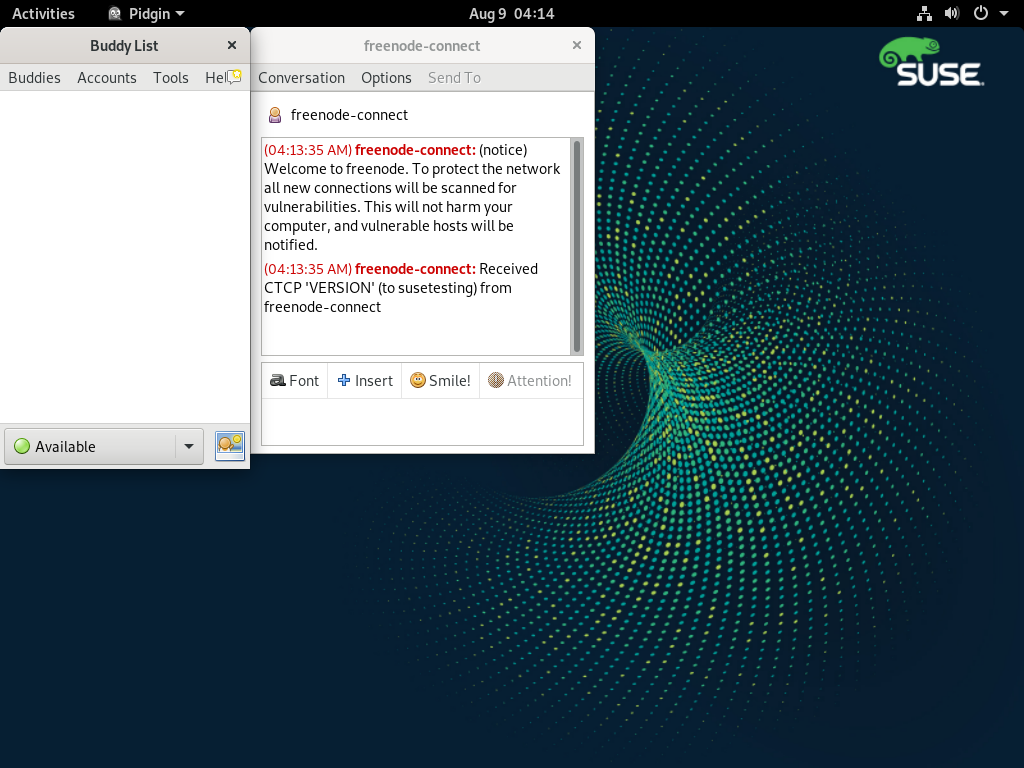 Activities Pidgin Aug 9 04:14
Buddy List
freenode-connect
Buddies Accounts Tools Hel
Conversation Options Send To
freenode-connect
(04:13:35 AM) freenode-connect: (notice)
Welcome to freenode. To protect the network
all new connections will be scanned for
vulnerabilities. This will not harm your
computer, and vulnerable hosts will be
notified.
(04:13:35 AM) freenode-connect: Received
CTCP 'VERSION' (to susetesting) from
freenode-connect
Font Insert Smile! Attention!
Available
SUSE